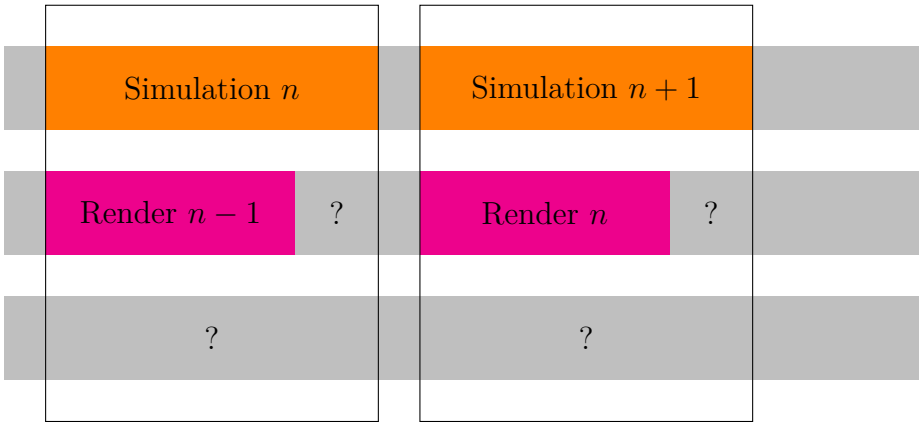 Simulation n
Simulation n + 1
Render n − 1
?
Render n
?
?
?